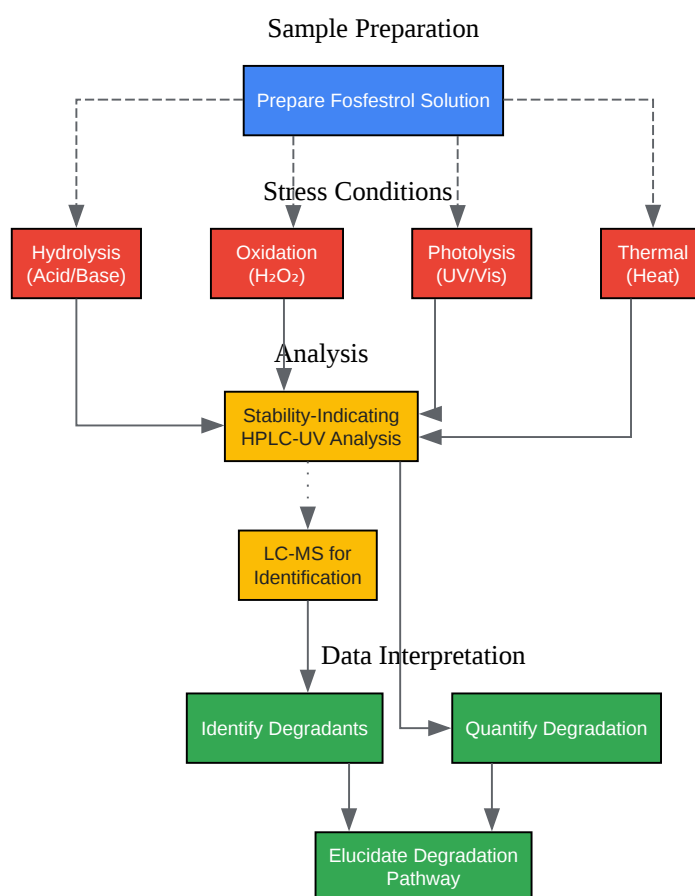 Sample Preparation
Prepare Fosfestrol Solution
Stress Conditions
Hydrolysis
(Acid/Base)
Oxidation
(H₂O₂)
Photolysis
(UV/Vis)
Thermal
(Heat)
Analysis
Stability-Indicating
HPLC-UV Analysis
LC-MS for
Identification
Data Interpretation
Identify Degradants
Quantify Degradation
Elucidate Degradation
Pathway